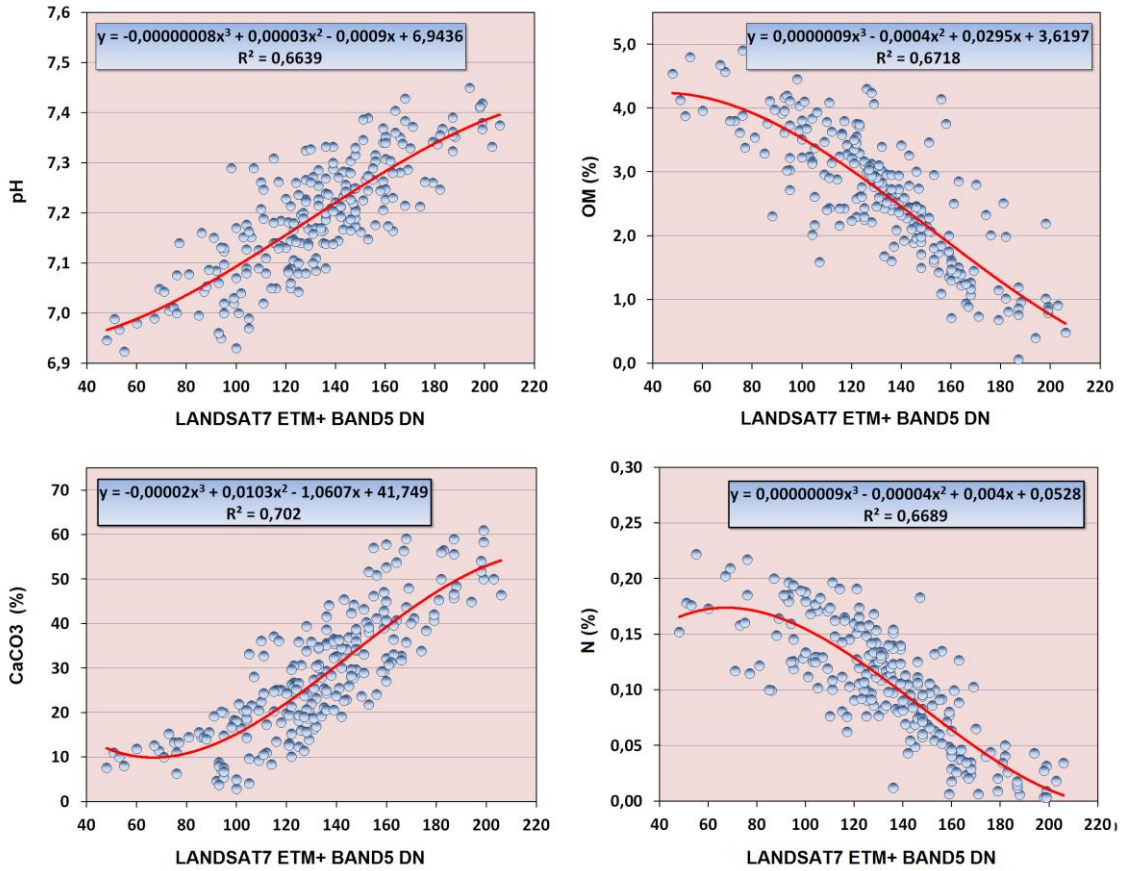 7,6
7,5
7,4
7,3
7,2
7,1
7,0
6,9
pH
y = -0,00000008x³ + 0,00003x² - 0,0009x + 6,9436
R² = 0,6639
40 60 80 100 120 140 160 180 200 220
LANDSAT7 ETM+ BAND5 DN
5,0
4,0
3,0
2,0
1,0
0,0
OM (%)
y = 0,0000009x³ - 0,0004x² + 0,0295x + 3,6197
R² = 0,6718
40 60 80 100 120 140 160 180 200 220
LANDSAT7 ETM+ BAND5 DN
70
60
50
40
30
20
10
0
CaCO3 (%)
y = -0,00002x³ + 0,0103x² - 1,0607x + 41,749
R² = 0,702
40 60 80 100 120 140 160 180 200 220
LANDSAT7 ETM+ BAND5 DN
0,30
0,25
0,20
0,15
0,10
0,05
0,00
N (%)
y = 0,00000009x³ - 0,00004x² + 0,004x + 0,0528
R² = 0,6689
40 60 80 100 120 140 160 180 200 220
LANDSAT7 ETM+ BAND5 DN